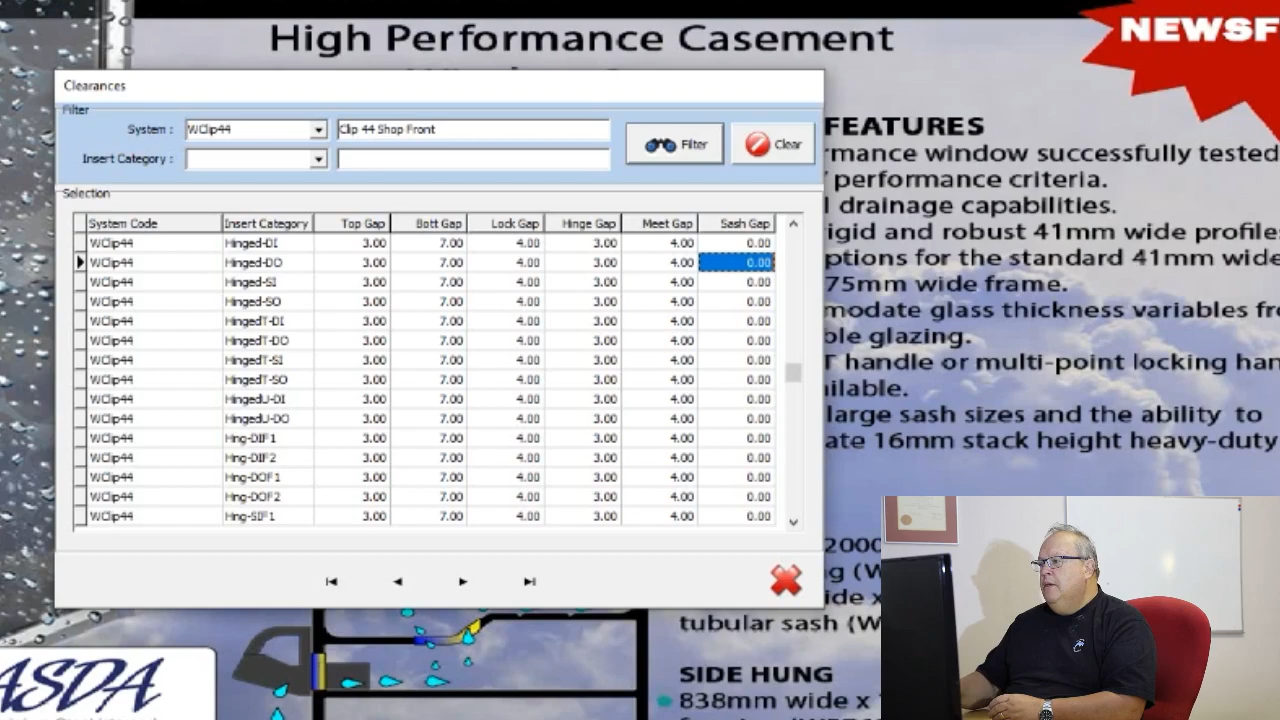 High Performance Casement
NEWSF
Clearances
Filter
System : WClip44 Clip 44 Shop Front
Insert Category :
Filter Clear
Selection
System Code Insert Category Top Gap Bott Gap Lock Gap Hinge Gap Meet Gap Sash Gap
WClip44 Hinged-DI 3.00 7.00 4.00 3.00 4.00 0.00
WClip44 Hinged-DO 3.00 7.00 4.00 3.00 4.00 0.00
WClip44 Hinged-SI 3.00 7.00 4.00 3.00 4.00 0.00
WClip44 Hinged-SO 3.00 7.00 4.00 3.00 4.00 0.00
WClip44 HingedT-DI 3.00 7.00 4.00 3.00 4.00 0.00
WClip44 HingedT-DO 3.00 7.00 4.00 3.00 4.00 0.00
WClip44 HingedT-SI 3.00 7.00 4.00 3.00 4.00 0.00
WClip44 HingedT-SO 3.00 7.00 4.00 3.00 4.00 0.00
WClip44 HingedU-DI 3.00 7.00 4.00 3.00 4.00 0.00
WClip44 HingedU-DO 3.00 7.00 4.00 3.00 4.00 0.00
WClip44 Hng-DIF1 3.00 7.00 4.00 3.00 4.00 0.00
WClip44 Hng-DIF2 3.00 7.00 4.00 3.00 4.00 0.00
WClip44 Hng-DOF1 3.00 7.00 4.00 3.00 4.00 0.00
WClip44 Hng-DOF2 3.00 7.00 4.00 3.00 4.00 0.00
WClip44 Hng-SIF1 3.00 7.00 4.00 3.00 4.00 0.00
FEATURES
rmance window successfully tested
performance criteria.
l drainage capabilities.
igid and robust 41mm wide profile
ptions for the standard 41mm wide
75mm wide frame.
modate glass thickness variables fr
ble glazing.
T handle or multi-point locking han
ilable.
large sash sizes and the ability to
ate 16mm stack height heavy-duty
2000
g (W
ide x
tubular sash (W
SIDE HUNG
838mm wide x
ASDA